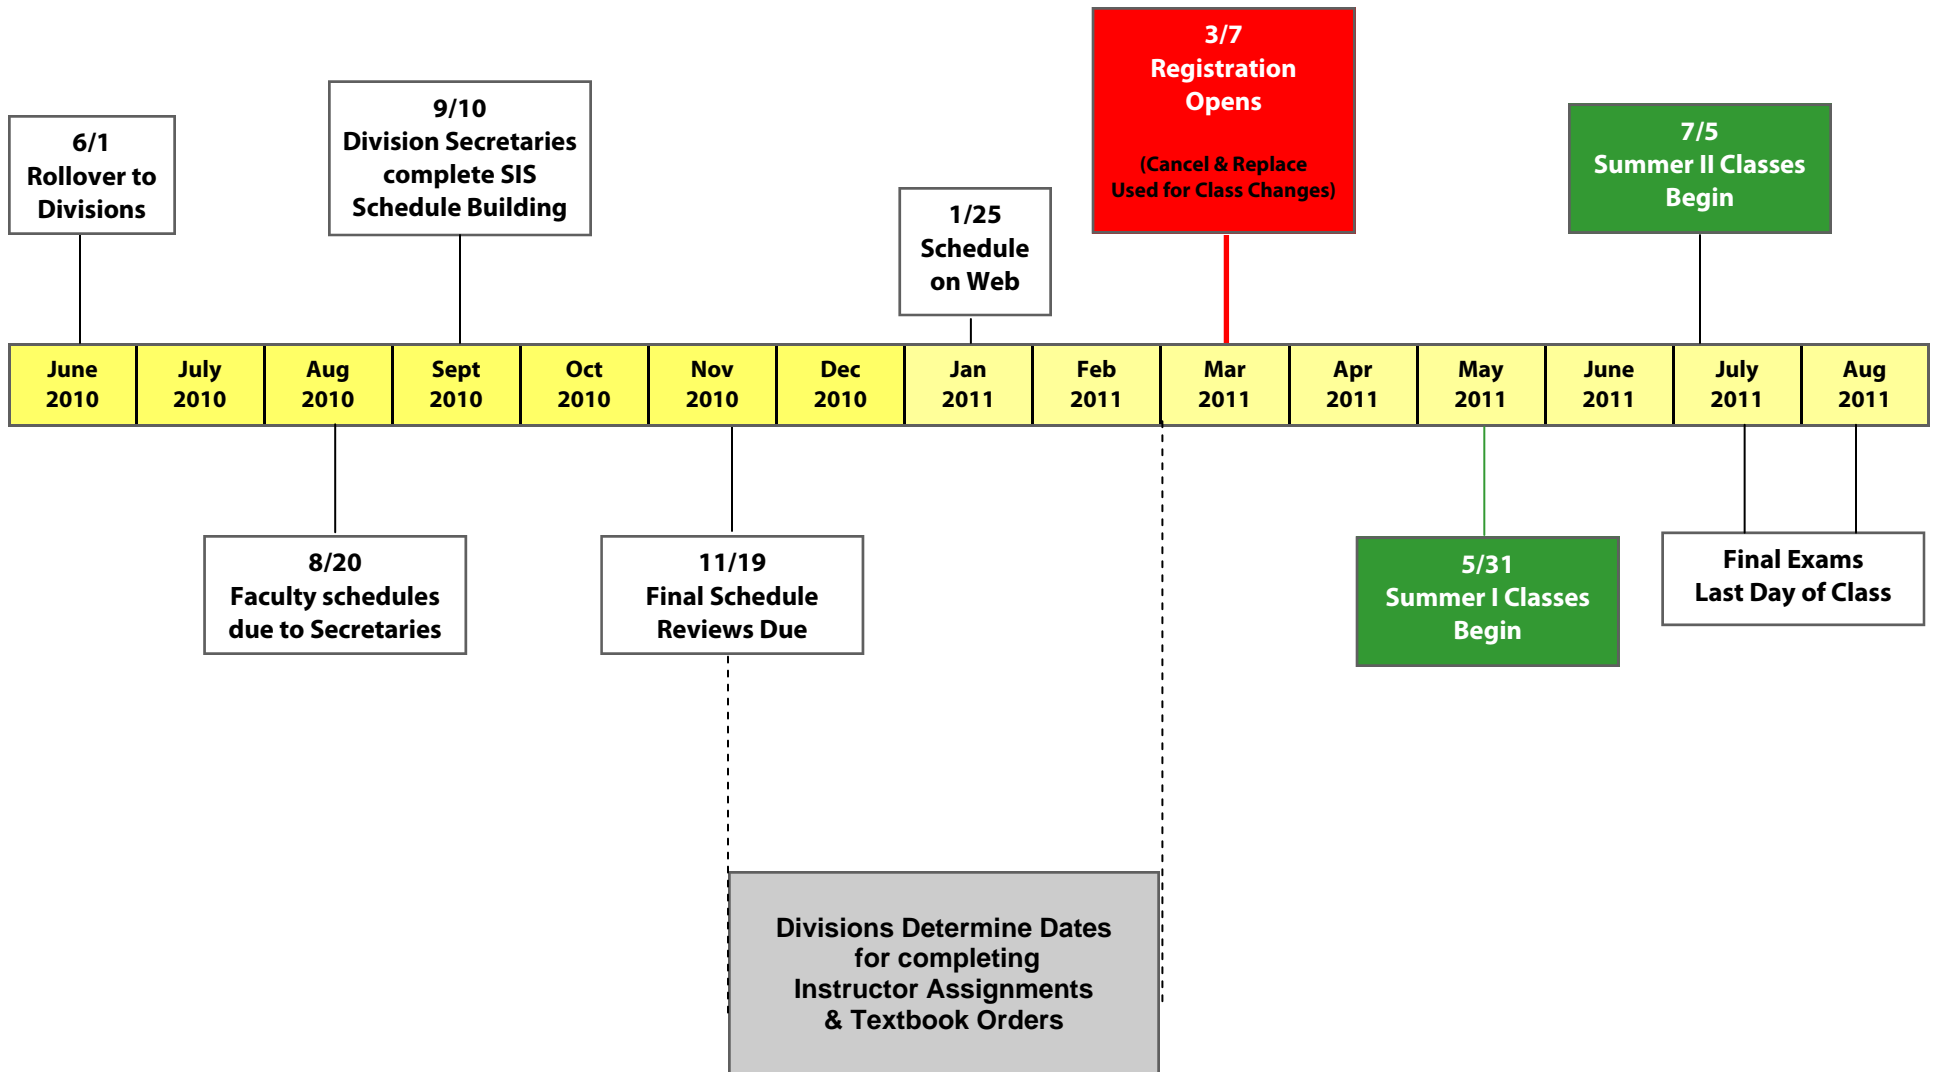 3/7
Registration
Opens
(Cancel & Replace
Used for Class Changes)
9/10
Division Secretaries
complete SIS
Schedule Building
6/1
Rollover to
Divisions
7/5
Summer II Classes
Begin
1/25
Schedule
on Web
June
2010
July
2010
Aug
2010
Sept
2010
Oct
2010
Nov
2010
Dec
2010
Jan
2011
Feb
2011
Mar
2011
Apr
2011
May
2011
June
2011
July
2011
Aug
2011
8/20
Faculty schedules
due to Secretaries
11/19
Final Schedule
Reviews Due
5/31
Summer I Classes
Begin
Final Exams
Last Day of Class
Divisions Determine Dates
for completing
Instructor Assignments
& Textbook Orders